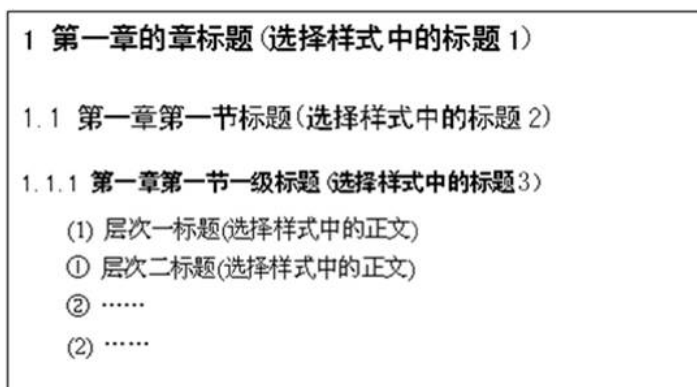 1 第一章的章标题(选择样式中的标题1)
1.1 第一章第一节标题(选择样式中的标题2)
1.1.1 第一章第一节一级标题(选择样式中的标题3)
(1) 层次一标题(选择样式中的正文)
① 层次二标题(选择样式中的正文)
② ……
(2) ……